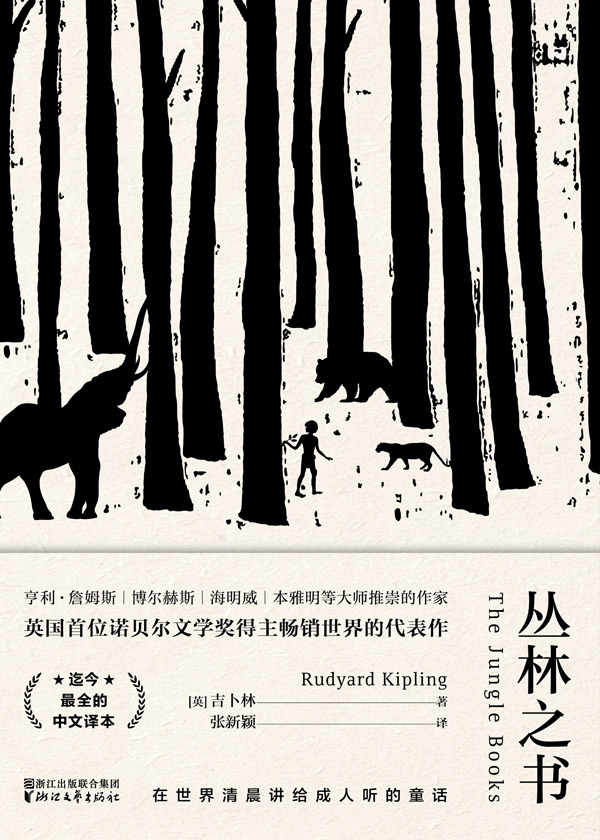 亨利·詹姆斯｜博尔赫斯｜海明威｜本雅明等大师推崇的作家
英国首位诺贝尔文学奖得主畅销世界的代表作
丛林之书
The Jungle Books
★ 迄今 ★
最全的
中文译本
Rudyard Kipling
[英] 吉卜林 著
张新颖 译
浙江出版联合集团
浙江文艺出版社
在世界清晨讲给成人听的童话